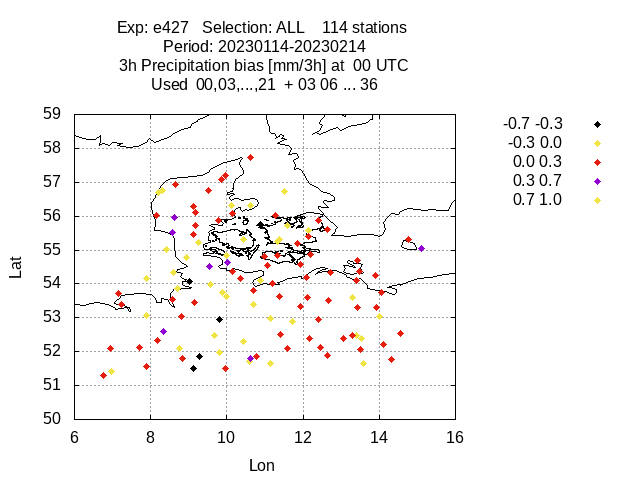 Exp: e427 Selection: ALL 114 stations
Period: 20230114-20230214
3h Precipitation bias [mm/3h] at 00 UTC
Used 00,03,...,21 + 03 06 ... 36
-0.7 -0.3
-0.3 0.0
0.0 0.3
0.3 0.7
0.7 1.0
59
58
57
56
55
54
53
52
51
50
Lat
6 8 10 12 14 16
Lon